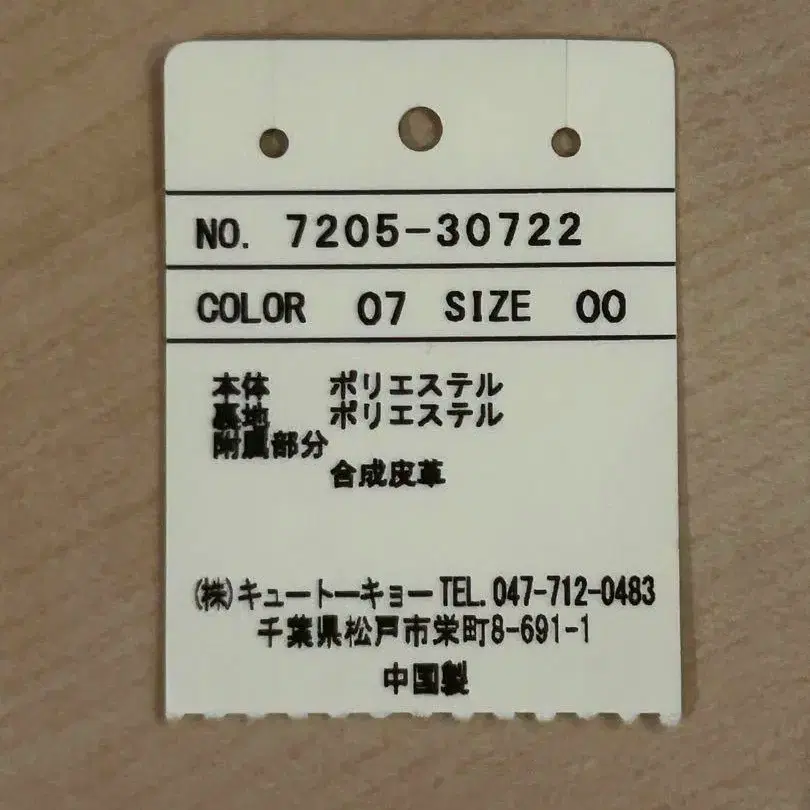 NO. 7205-30722
COLOR 07 SIZE 00
本体 ポリエステル
裏地 ポリエステル
附属部分
合成皮革
(株)キュートーキョー TEL. 047-712-0483
千葉県松戸市栄町8-691-1
中国製